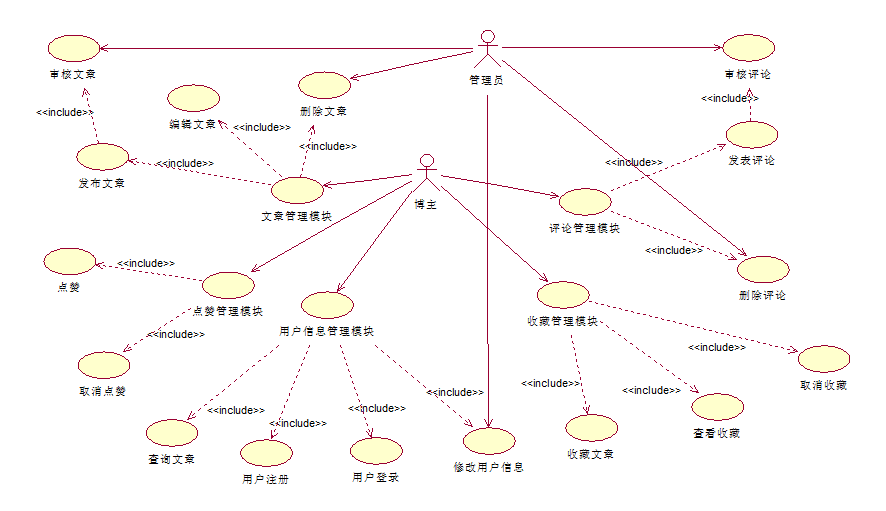 审核文章
管理员
审核评论
<<include>>
编辑文章
删除文章
<<include>>
<<include>>
<<include>>
发布文章
<<include>>
发表评论
<<include>>
文章管理模块
博主
评论管理模块
<<include>>
点赞
<<include>>
点赞管理模块
用户信息管理模块
收藏管理模块
删除评论
<<include>>
<<include>>
取消点赞
取消收藏
<<include>>
<<include>>
<<include>>
<<include>>
<<include>>
<<include>>
查询文章
用户注册
用户登录
修改用户信息
收藏文章
查看收藏